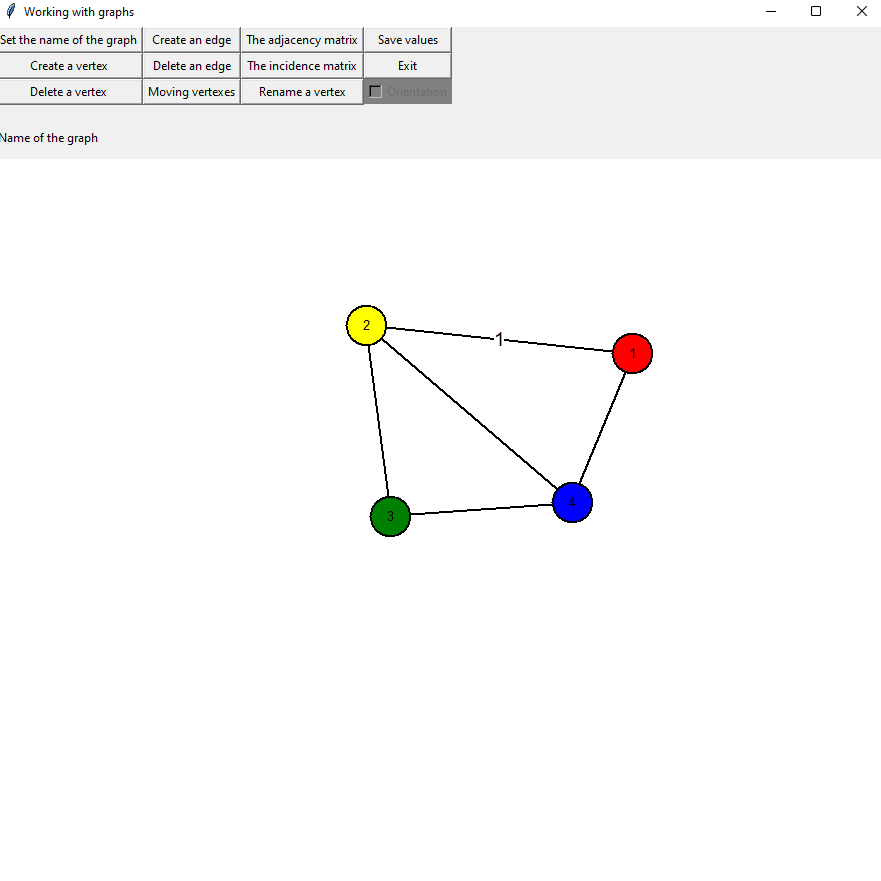 Working with graphs
Set the name of the graph Create an edge The adjacency matrix Save values
Create a vertex Delete an edge The incidence matrix Exit
Delete a vertex Moving vertexes Rename a vertex Orientation
Name of the graph
2
1
1
4
3